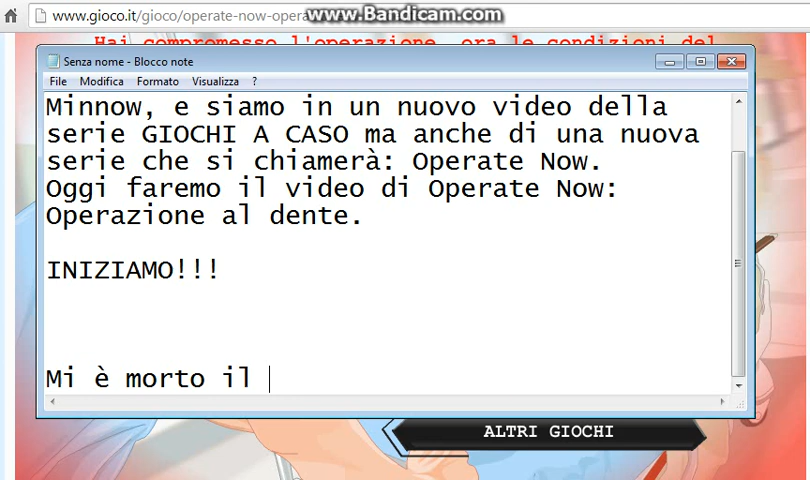 www.Bandicam.com
www.gioco.it/gioco/operate-now-opera
Hai compromesso l'operazione, ora le condizioni del
Senza nome - Blocco note
File Modifica Formato Visualizza ?
Minnow, e siamo in un nuovo video della
serie GIOCHI A CASO ma anche di una nuova
serie che si chiamerà: Operate Now.
Oggi faremo il video di Operate Now:
Operazione al dente.
INIZIAMO!!!
Mi è morto il
ALTRI GIOCHI